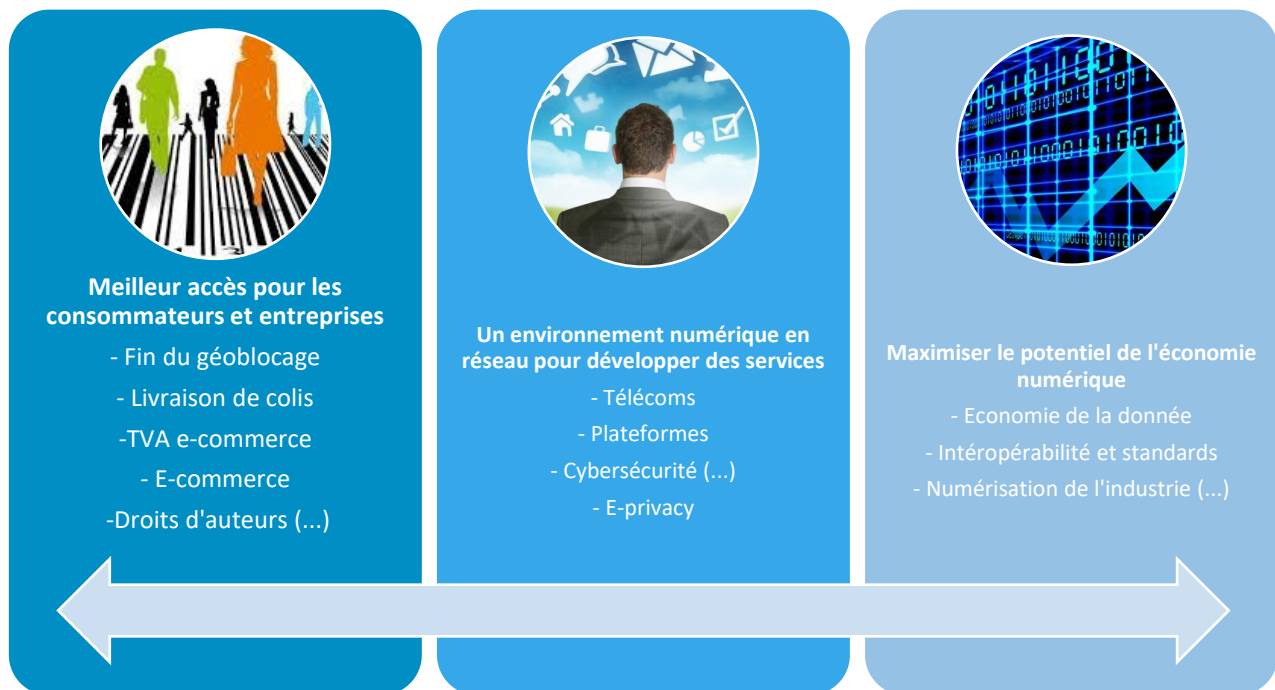 Meilleur accès pour les
consommateurs et entreprises
- Fin du géoblocage
- Livraison de colis
-TVA e-commerce
- E-commerce
-Droits d'auteurs (...)
Un environnement numérique en
réseau pour développer des services
- Télécoms
- Plateformes
- Cybersécurité (...)
- E-privacy
Maximiser le potentiel de l'économie
numérique
- Economie de la donnée
- Intéropérabilité et standards
- Numérisation de l'industrie (...)